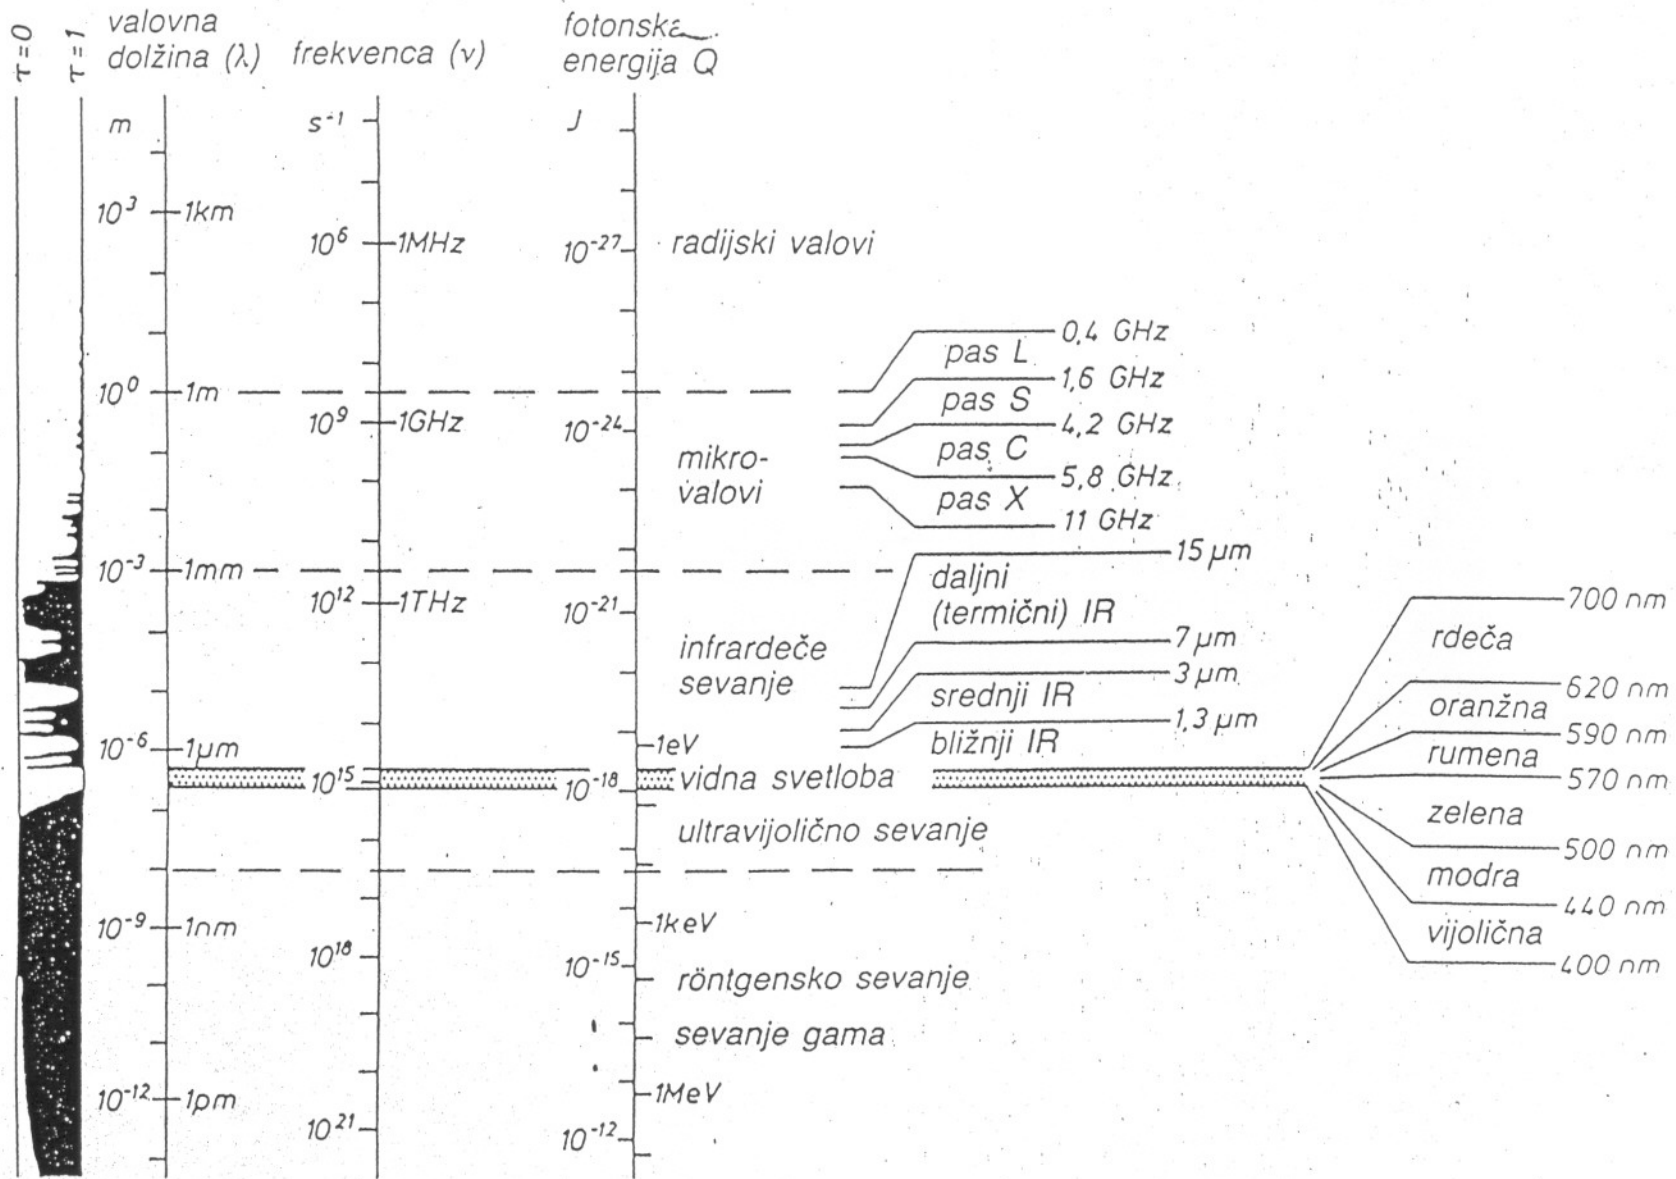 τ=0
τ=1
valovna
dolžina (λ)
frekvenca (ν)
fotonska
energija Q
m
s⁻¹
J
10³
1km
10⁶
1MHz
10⁻²⁷
radijski valovi
10⁰
1m
10⁹
1GHz
10⁻²⁴
mikro-
valovi
pas L
0,4 GHz
pas S
1,6 GHz
pas C
4,2 GHz
pas X
5,8 GHz
11 GHz
10⁻³
1mm
10¹²
1THz
10⁻²¹
infrardeče
sevanje
15 µm
daljni
(termični) IR
7 µm
3 µm
srednji IR
1,3 µm
bližnji IR
10⁻⁶
1µm
1eV
10¹⁵
10⁻¹⁸
vidna svetloba
ultravijolično sevanje
700 nm
rdeča
620 nm
oranžna
590 nm
rumena
570 nm
zelena
500 nm
modra
440 nm
vijolična
400 nm
10⁻⁹
1nm
1keV
10¹⁸
10⁻¹⁵
röntgensko sevanje
sevanje gama
10⁻¹²
1pm
1MeV
10²¹
10⁻¹²